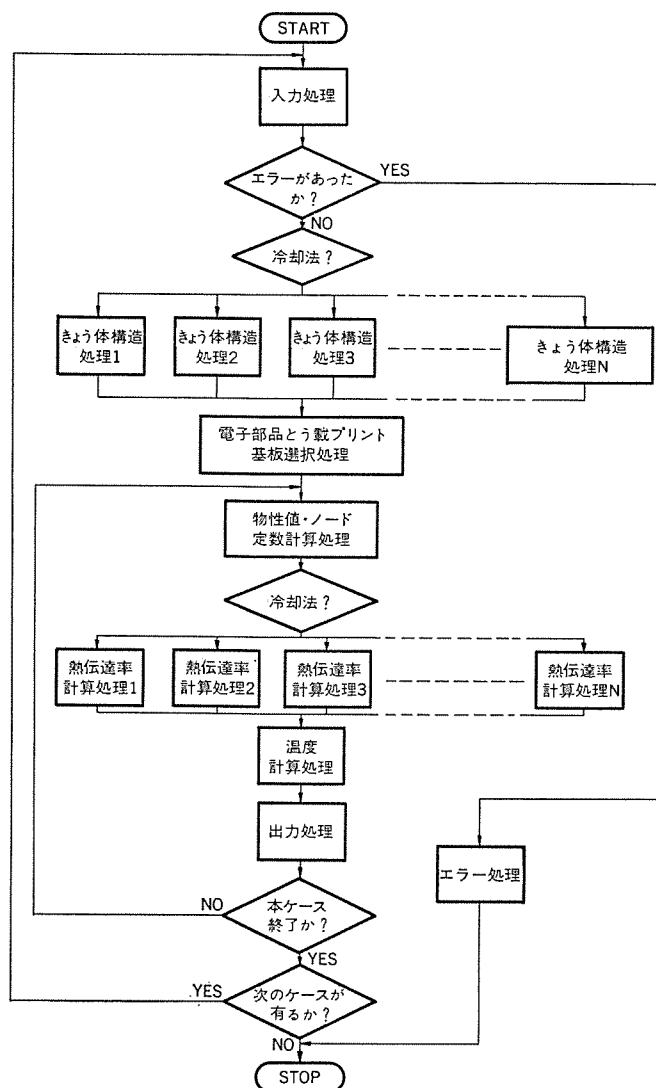 START
入力処理
エラーがあった
か?
YES
NO
冷却法?
きょう体構造
処理1
きょう体構造
処理2
きょう体構造
処理3
きょう体構造
処理N
電子部品とう載プリント
基板選択処理
物性値・ノード
定数計算処理
冷却法?
熱伝達率
計算処理1
熱伝達率
計算処理2
熱伝達率
計算処理3
熱伝達率
計算処理N
温度
計算処理
出力処理
エラー処理
NO
本ケース
終了か?
YES
YES
次のケースが
有るか?
NO
STOP